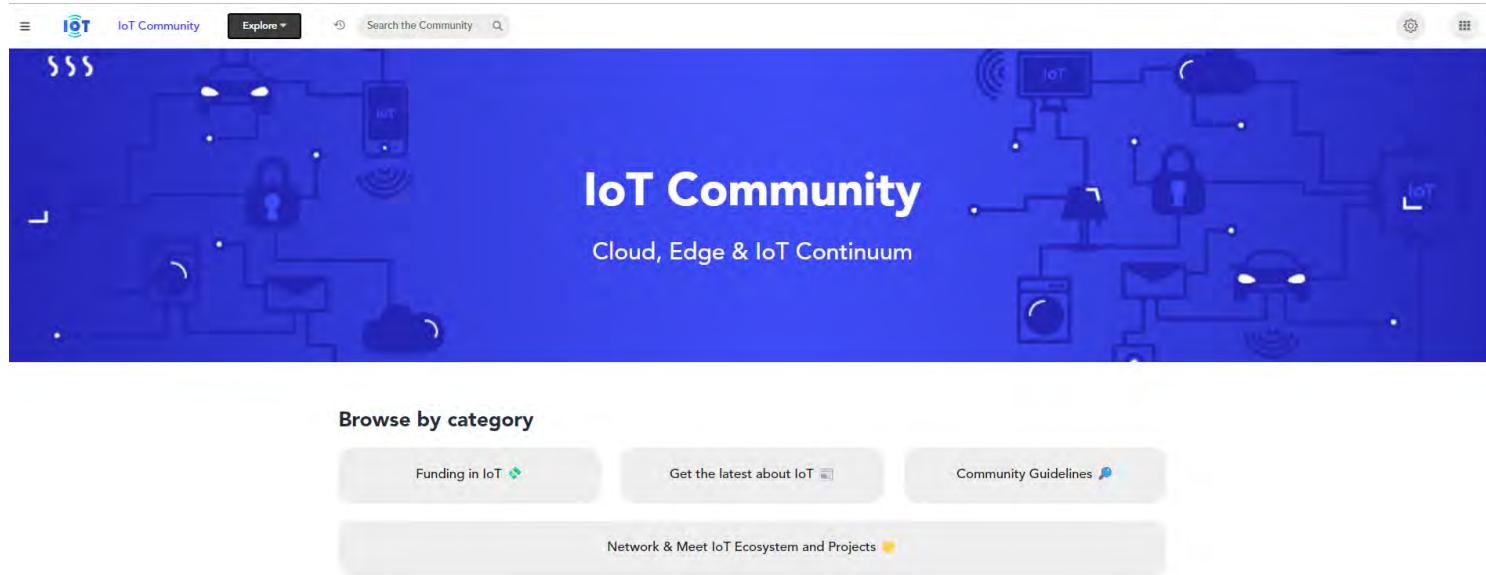 IoT
IoT Community
Explore
Search the Community
IoT
IoT
IoT
IoT Community
Cloud, Edge & IoT Continuum
Browse by category
Funding in IoT
Get the latest about IoT
Community Guidelines
Network & Meet IoT Ecosystem and Projects